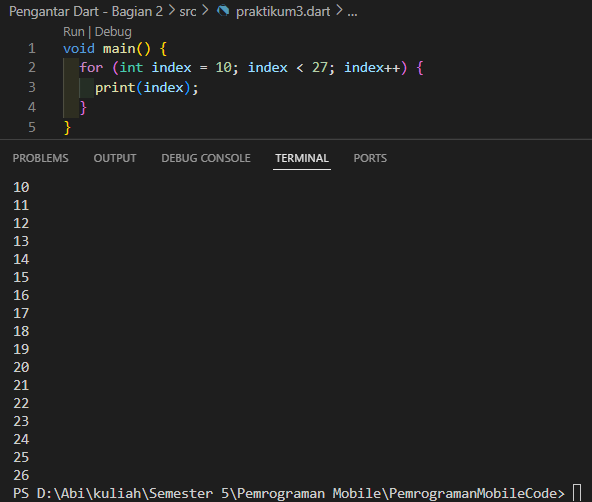 Pengantar Dart - Bagian 2 > src > praktikum3.dart > ...
Run | Debug
1 void main() {
2 for (int index = 10; index < 27; index++) {
3 print(index);
4 }
5 }
PROBLEMS OUTPUT DEBUG CONSOLE TERMINAL PORTS
10
11
12
13
14
15
16
17
18
19
20
21
22
23
24
25
26
PS D:\Abi\kuliah\Semester 5\Pemrograman Mobile\PemrogramanMobileCode>